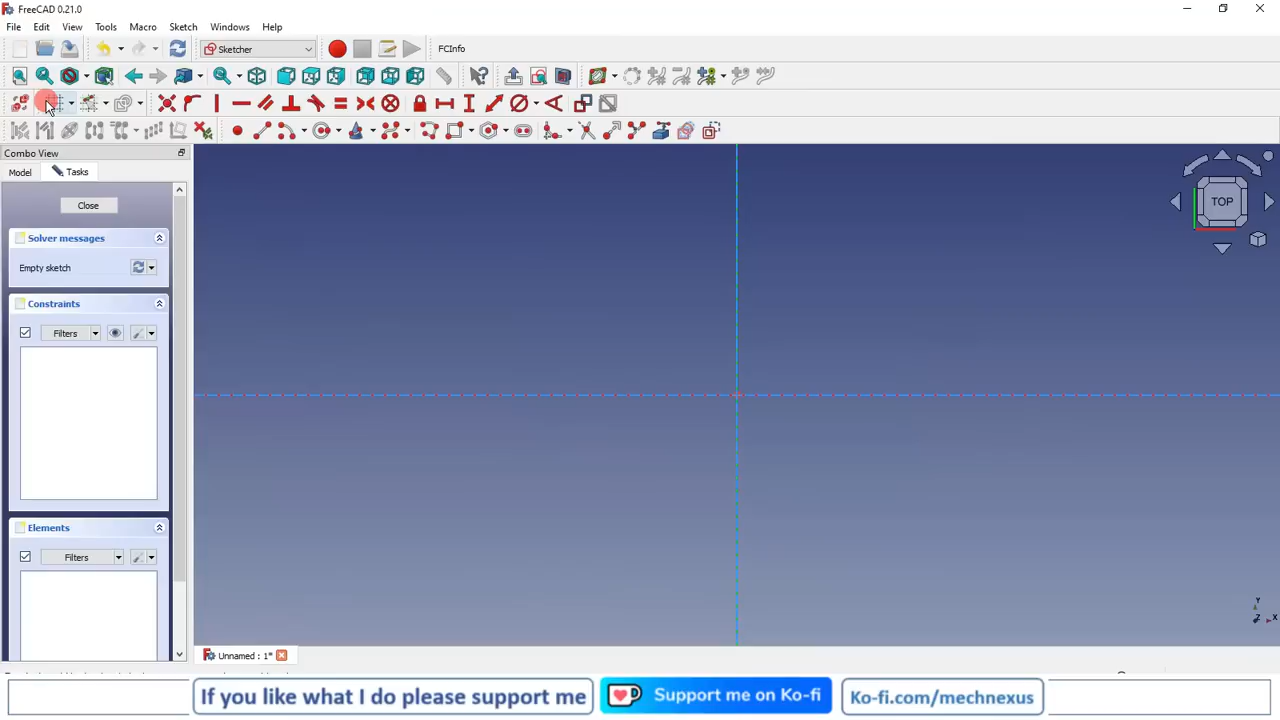 FreeCAD 0.21.0
File Edit View Tools Macro Sketch Windows Help
Sketcher FCInfo
Combo View
Model Tasks
Close
Solver messages
Empty sketch
Constraints
Filters
Elements
Filters
TOP
Y
Z X
Unnamed : 1*
If you like what I do please support me
Support me on Ko-fi
Ko-fi.com/mechnexus